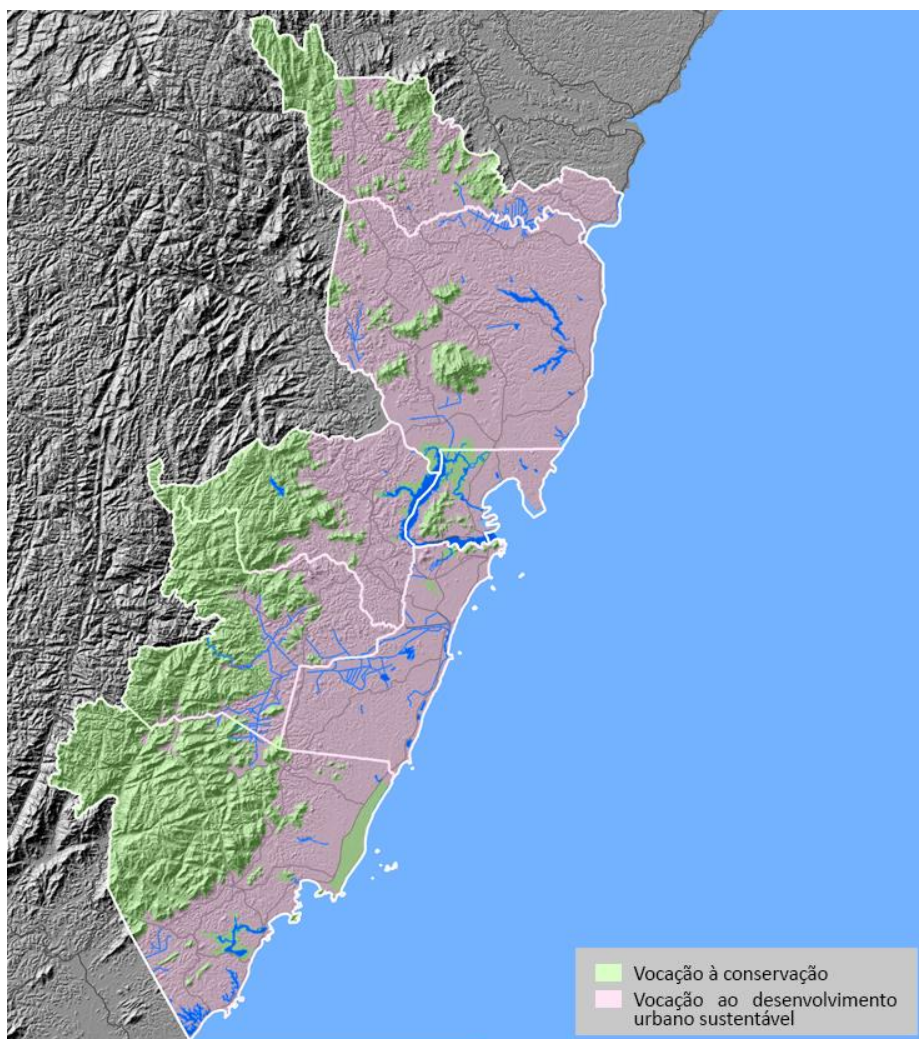 Vocação à conservação
Vocação ao desenvolvimento
urbano sustentável